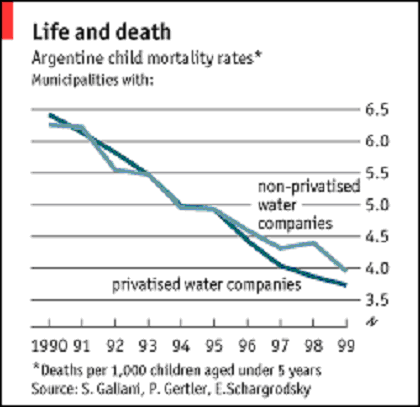 Life and death
Argentine child mortality rates*
Municipalities with:
6.5
6.0
5.5
non-privatised
water
companies
5.0
4.5
4.0
privatised water companies
3.5
1990 91 92 93 94 95 96 97 98 99
*Deaths per 1,000 children aged under 5 years
Source: S. Galiani, P. Gertler, E.Schargrodsky